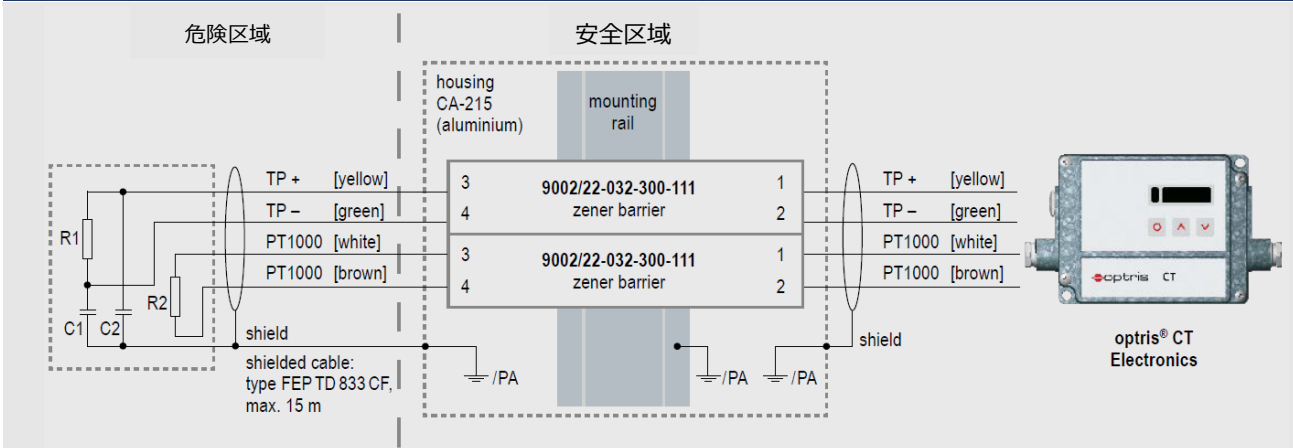 危険区域
安全区域
housing
CA-215
(aluminium)
mounting
rail
TP + [yellow]
TP – [green]
PT1000 [white]
PT1000 [brown]
R1
R2
C1
C2
shield
shielded cable:
type FEP TD 833 CF,
max. 15 m
3
4
9002/22-032-300-111
zener barrier
1
2
3
4
9002/22-032-300-111
zener barrier
1
2
/PA
/PA
/PA
TP + [yellow]
TP – [green]
PT1000 [white]
PT1000 [brown]
shield
optris CT
optris® CT
Electronics